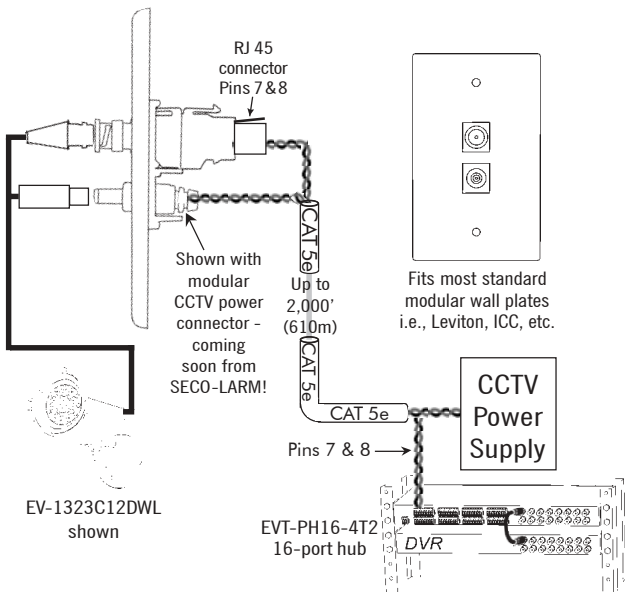 RJ 45
connector
Pins 7 & 8
Shown with
modular
CCTV power
connector -
coming
soon from
SECO-LARM!
CAT 5e
Up to
2,000'
(610m)
CAT 5e
CAT 5e
Fits most standard
modular wall plates
i.e., Leviton, ICC, etc.
CCTV
Power
Supply
Pins 7 & 8
EV-1323C12DWL
shown
EVT-PH16-4T2
16-port hub
DVR